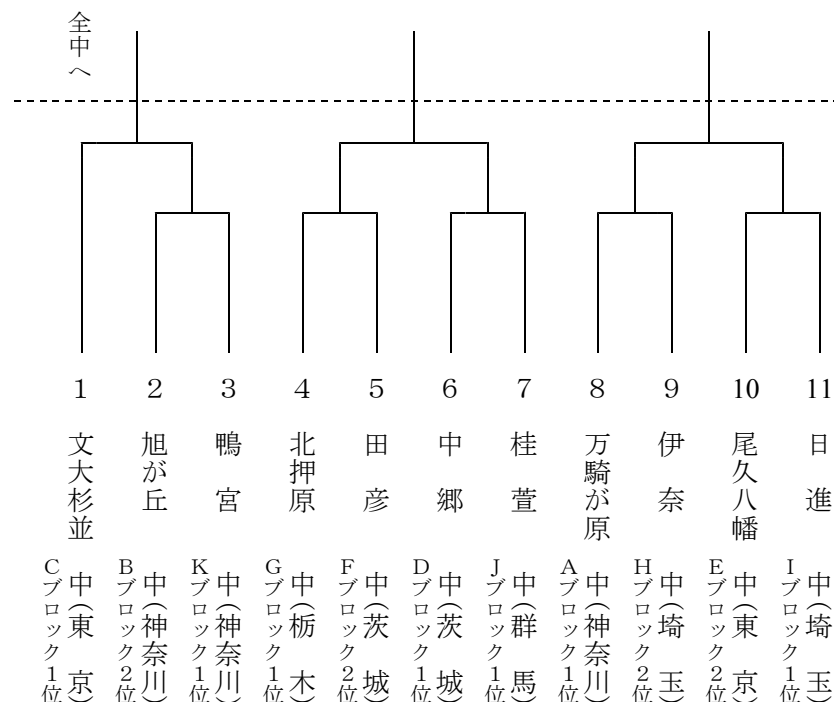 全中へ
1 文大杉並 中(東 京)
Cブロック1位
2 旭が丘 中(神奈川)
Bブロック2位
3 鴨 宮 中(神奈川)
Kブロック1位
4 北押原 中(栃 木)
Gブロック1位
5 田 彦 中(茨 城)
Fブロック2位
6 中 郷 中(茨 城)
Dブロック1位
7 桂 萱 中(群 馬)
Jブロック1位
8 万騎が原 中(神奈川)
Aブロック1位
9 伊 奈 中(埼 玉)
Hブロック2位
10 尾久八幡 中(東 京)
Eブロック2位
11 日 進 中(埼 玉)
Iブロック1位